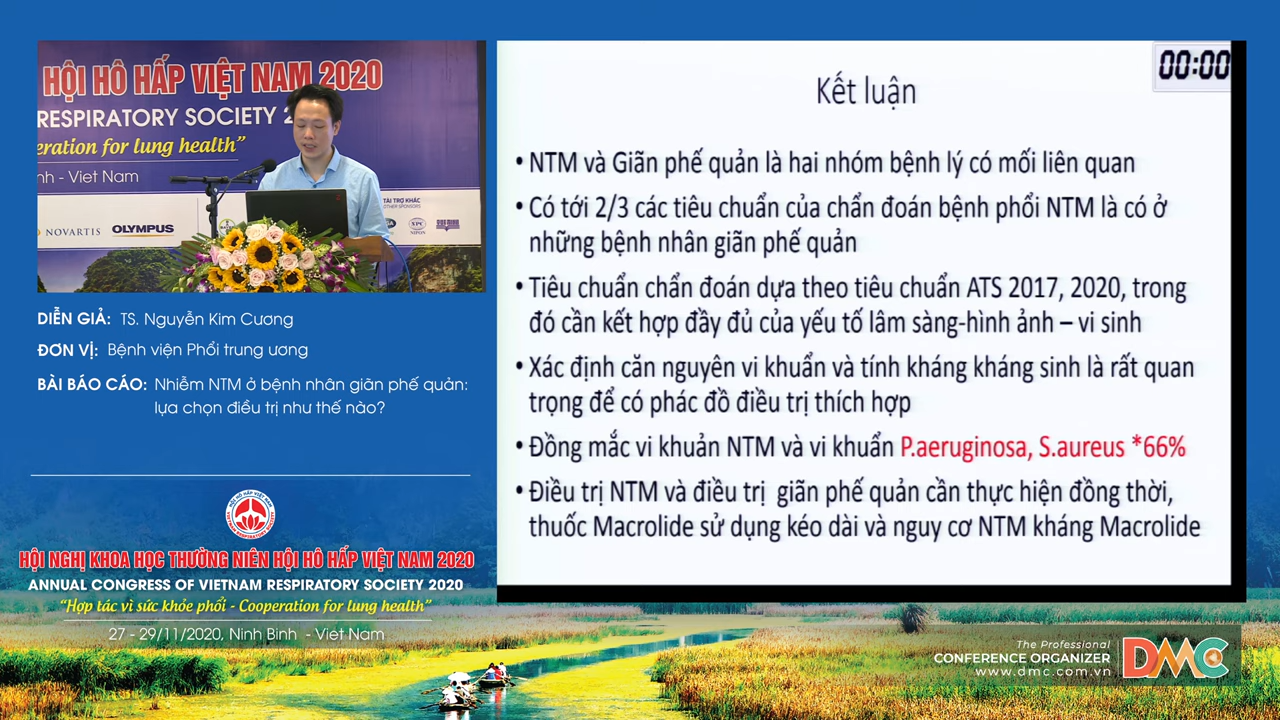 HỘI HÔ HẤP VIỆT NAM 2020
RESPIRATORY SOCIETY 2
eration for lung health”
nh - Viet Nam
TÀI TRỢ KHÁC
OTHER SPONSORS
NOVARTIS
OLYMPUS
DIỄN GIẢ: TS. Nguyễn Kim Cương
ĐƠN VỊ: Bệnh viện Phổi trung ương
BÀI BÁO CÁO: Nhiễm NTM ở bệnh nhân giãn phế quản:
lựa chọn điều trị như thế nào?
HỘI NGHỊ KHOA HỌC THƯỜNG NIÊN HỘI HÔ HẤP VIỆT NAM 2020
ANNUAL CONGRESS OF VIETNAM RESPIRATORY SOCIETY 2020
“Hợp tác vì sức khỏe phổi - Cooperation for lung health”
27 - 29/11/2020, Ninh Binh - Viet Nam
00:00
Kết luận
• NTM và Giãn phế quản là hai nhóm bệnh lý có mối liên quan
• Có tới 2/3 các tiêu chuẩn của chẩn đoán bệnh phổi NTM là có ở
những bệnh nhân giãn phế quản
• Tiêu chuẩn chẩn đoán dựa theo tiêu chuẩn ATS 2017, 2020, trong
đó cần kết hợp đầy đủ của yếu tố lâm sàng-hình ảnh – vi sinh
• Xác định căn nguyên vi khuẩn và tính kháng kháng sinh là rất quan
trọng để có phác đồ điều trị thích hợp
• Đồng mắc vi khuản NTM và vi khuẩn P.aeruginosa, S.aureus *66%
• Điều trị NTM và điều trị giãn phế quản cần thực hiện đồng thời,
thuốc Macrolide sử dụng kéo dài và nguy cơ NTM kháng Macrolide
The Professional
CONFERENCE ORGANIZER
www.dmc.com.vn
DMC